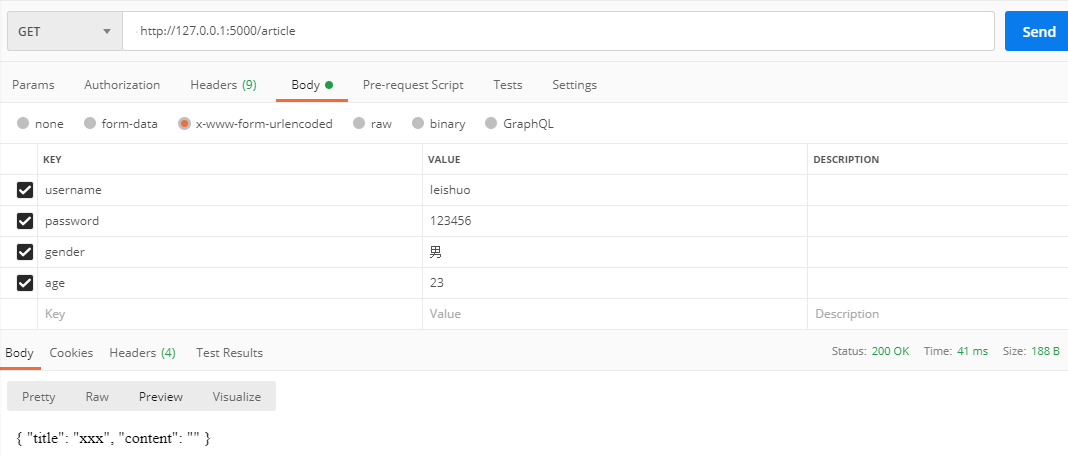 GET http://127.0.0.1:5000/article Send
Params Authorization Headers (9) Body Pre-request Script Tests Settings
none form-data x-www-form-urlencoded raw binary GraphQL
KEY VALUE DESCRIPTION
username leishuo
password 123456
gender 男
age 23
Key Value Description
Body Cookies Headers (4) Test Results Status: 200 OK Time: 41 ms Size: 188 B
Pretty Raw Preview Visualize
{ "title": "xxx", "content": "" }